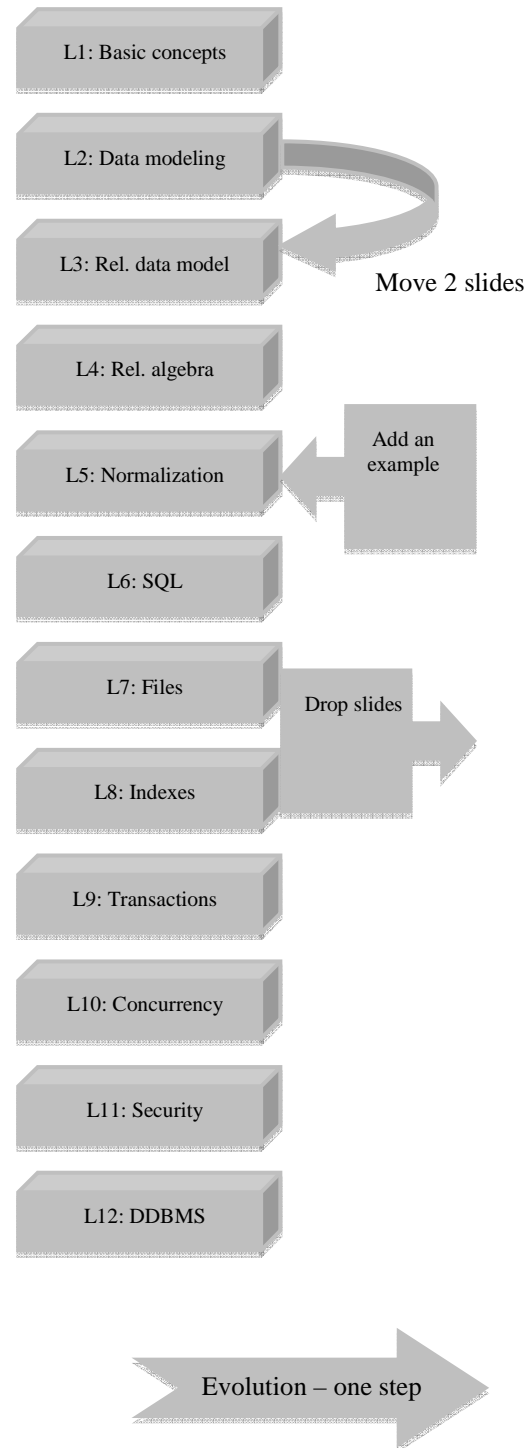 L1: Basic concepts
L2: Data modeling
L3: Rel. data model
Move 2 slides
L4: Rel. algebra
Add an
example
L5: Normalization
L6: SQL
L7: Files
Drop slides
L8: Indexes
L9: Transactions
L10: Concurrency
L11: Security
L12: DDBMS
Evolution – one step